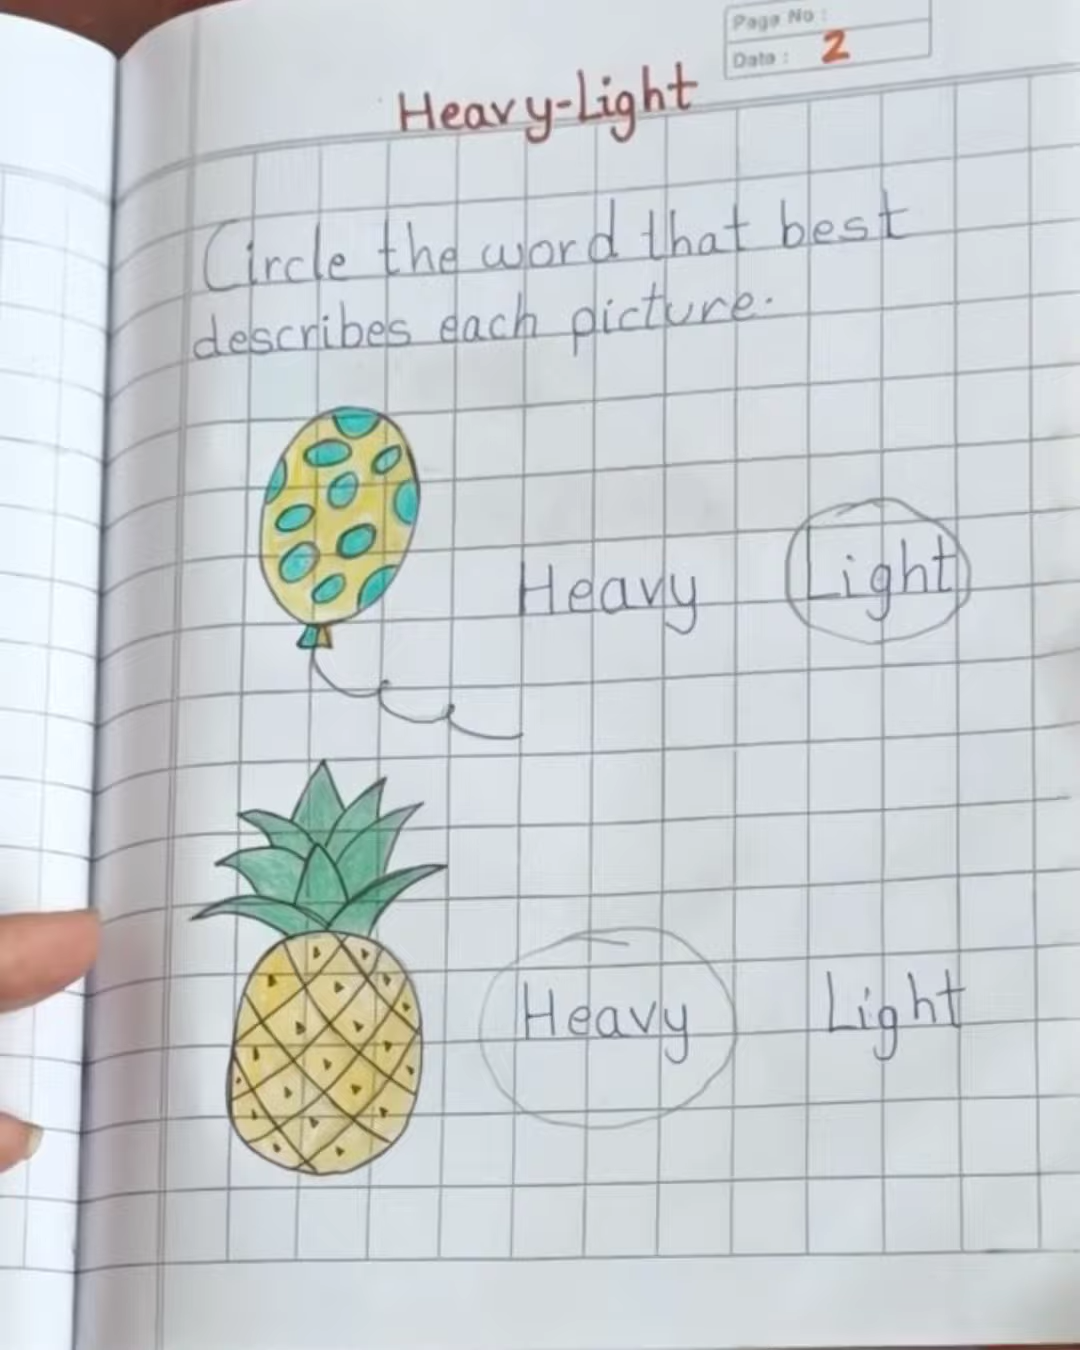 Page No :
Date : 2
Heavy-Light
Circle the word that best
describes each picture.
Heavy Light
Heavy Light